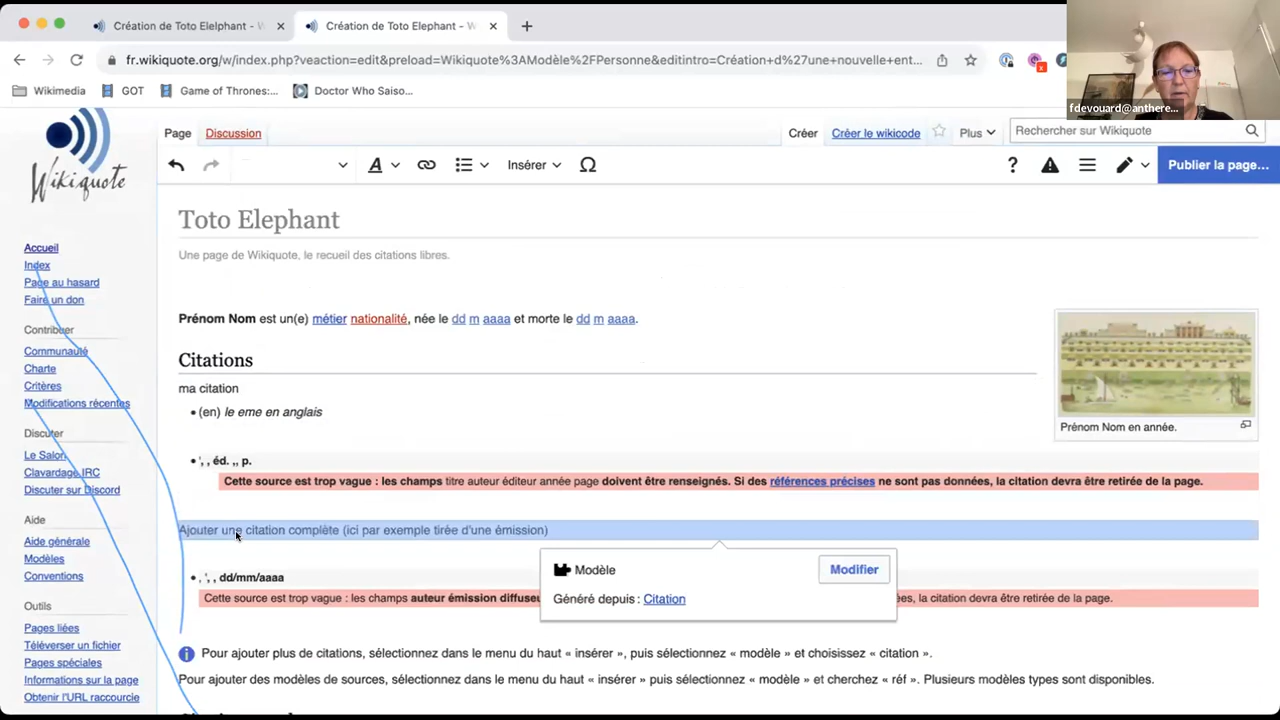 Création de Toto Elephant - W
Création de Toto Elephant - W
fr.wikiquote.org/w/index.php?veaction=edit&preload=Wikiquote%3AModèle%2FPersonne&editintro=Création+d%27une+nouvelle+ent...
Wikimedia
GOT
Game of Thrones:...
Doctor Who Saiso...
fdevouard@anthere...
Wikiquote
Page
Discussion
Créer
Créer le wikicode
Plus
Rechercher sur Wikiquote
A
Insérer
Ω
?
Publier la page...
Toto Elephant
Une page de Wikiquote, le recueil des citations libres.
Accueil
Index
Page au hasard
Faire un don
Contribuer
Communauté
Charte
Critères
Modifications récentes
Discuter
Le Salon
Clavardage IRC
Discuter sur Discord
Aide
Aide générale
Modèles
Conventions
Outils
Pages liées
Téléverser un fichier
Pages spéciales
Informations sur la page
Obtenir l'URL raccourcie
Prénom Nom est un(e) métier nationalité, née le dd m aaaa et morte le dd m aaaa.
Citations
ma citation
• (en) le eme en anglais
• ', , éd. ,, p.
Cette source est trop vague : les champs titre auteur éditeur année page doivent être renseignés. Si des références précises ne sont pas données, la citation devra être retirée de la page.
Prénom Nom en année.
Ajouter une citation complète (ici par exemple tirée d'une émission)
• , ', , dd/mm/aaaa
Cette source est trop vague : les champs auteur émission diffuseu
ées, la citation devra être retirée de la page.
Modèle
Modifier
Généré depuis : Citation
Pour ajouter plus de citations, sélectionnez dans le menu du haut « insérer », puis sélectionnez « modèle » et choisissez « citation ».
Pour ajouter des modèles de sources, sélectionnez dans le menu du haut « insérer » puis sélectionnez « modèle » et cherchez « réf ». Plusieurs modèles types sont disponibles.